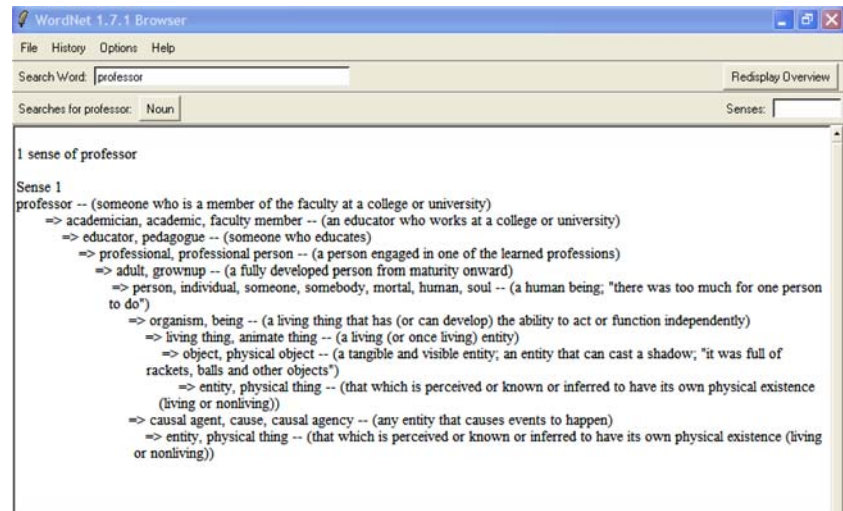 WordNet 1.7.1 Browser
File History Options Help
Search Word: professor Redisplay Overview
Searches for professor: Noun Senses:
1 sense of professor
Sense 1
professor -- (someone who is a member of the faculty at a college or university)
=> academician, academic, faculty member -- (an educator who works at a college or university)
=> educator, pedagogue -- (someone who educates)
=> professional, professional person -- (a person engaged in one of the learned professions)
=> adult, grownup -- (a fully developed person from maturity onward)
=> person, individual, someone, somebody, mortal, human, soul -- (a human being; "there was too much for one person
to do")
=> organism, being -- (a living thing that has (or can develop) the ability to act or function independently)
=> living thing, animate thing -- (a living (or once living) entity)
=> object, physical object -- (a tangible and visible entity; an entity that can cast a shadow; "it was full of
rackets, balls and other objects")
=> entity, physical thing -- (that which is perceived or known or inferred to have its own physical existence
(living or nonliving))
=> causal agent, cause, causal agency -- (any entity that causes events to happen)
=> entity, physical thing -- (that which is perceived or known or inferred to have its own physical existence (living
or nonliving))